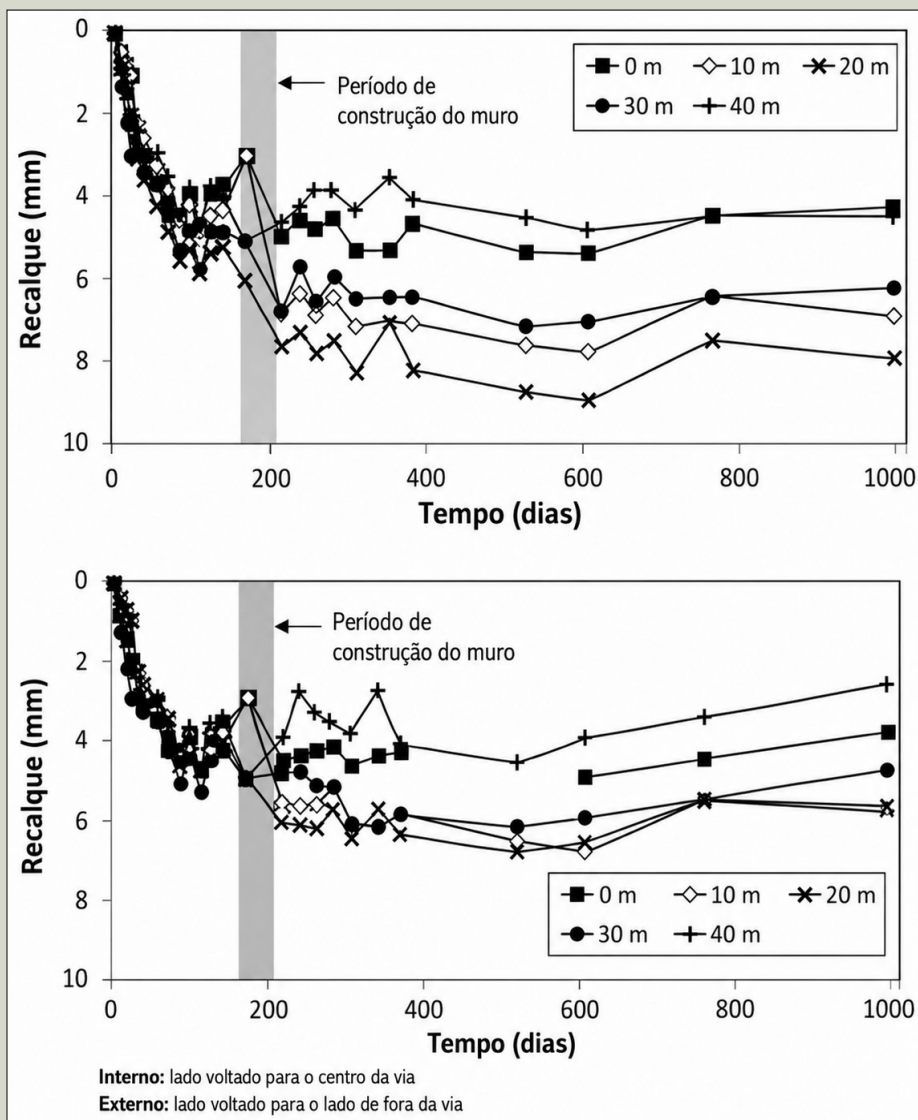 0
2
4
6
8
10
Recalque (mm)
Período de
construção do muro
0 m 10 m 20 m
30 m 40 m
0 200 400 600 800 1000
Tempo (dias)
0
2
4
6
8
10
Recalque (mm)
Período de
construção do muro
0 m 10 m 20 m
30 m 40 m
0 200 400 600 800 1000
Tempo (dias)
Interno: lado voltado para o centro da via
Externo: lado voltado para o lado de fora da via